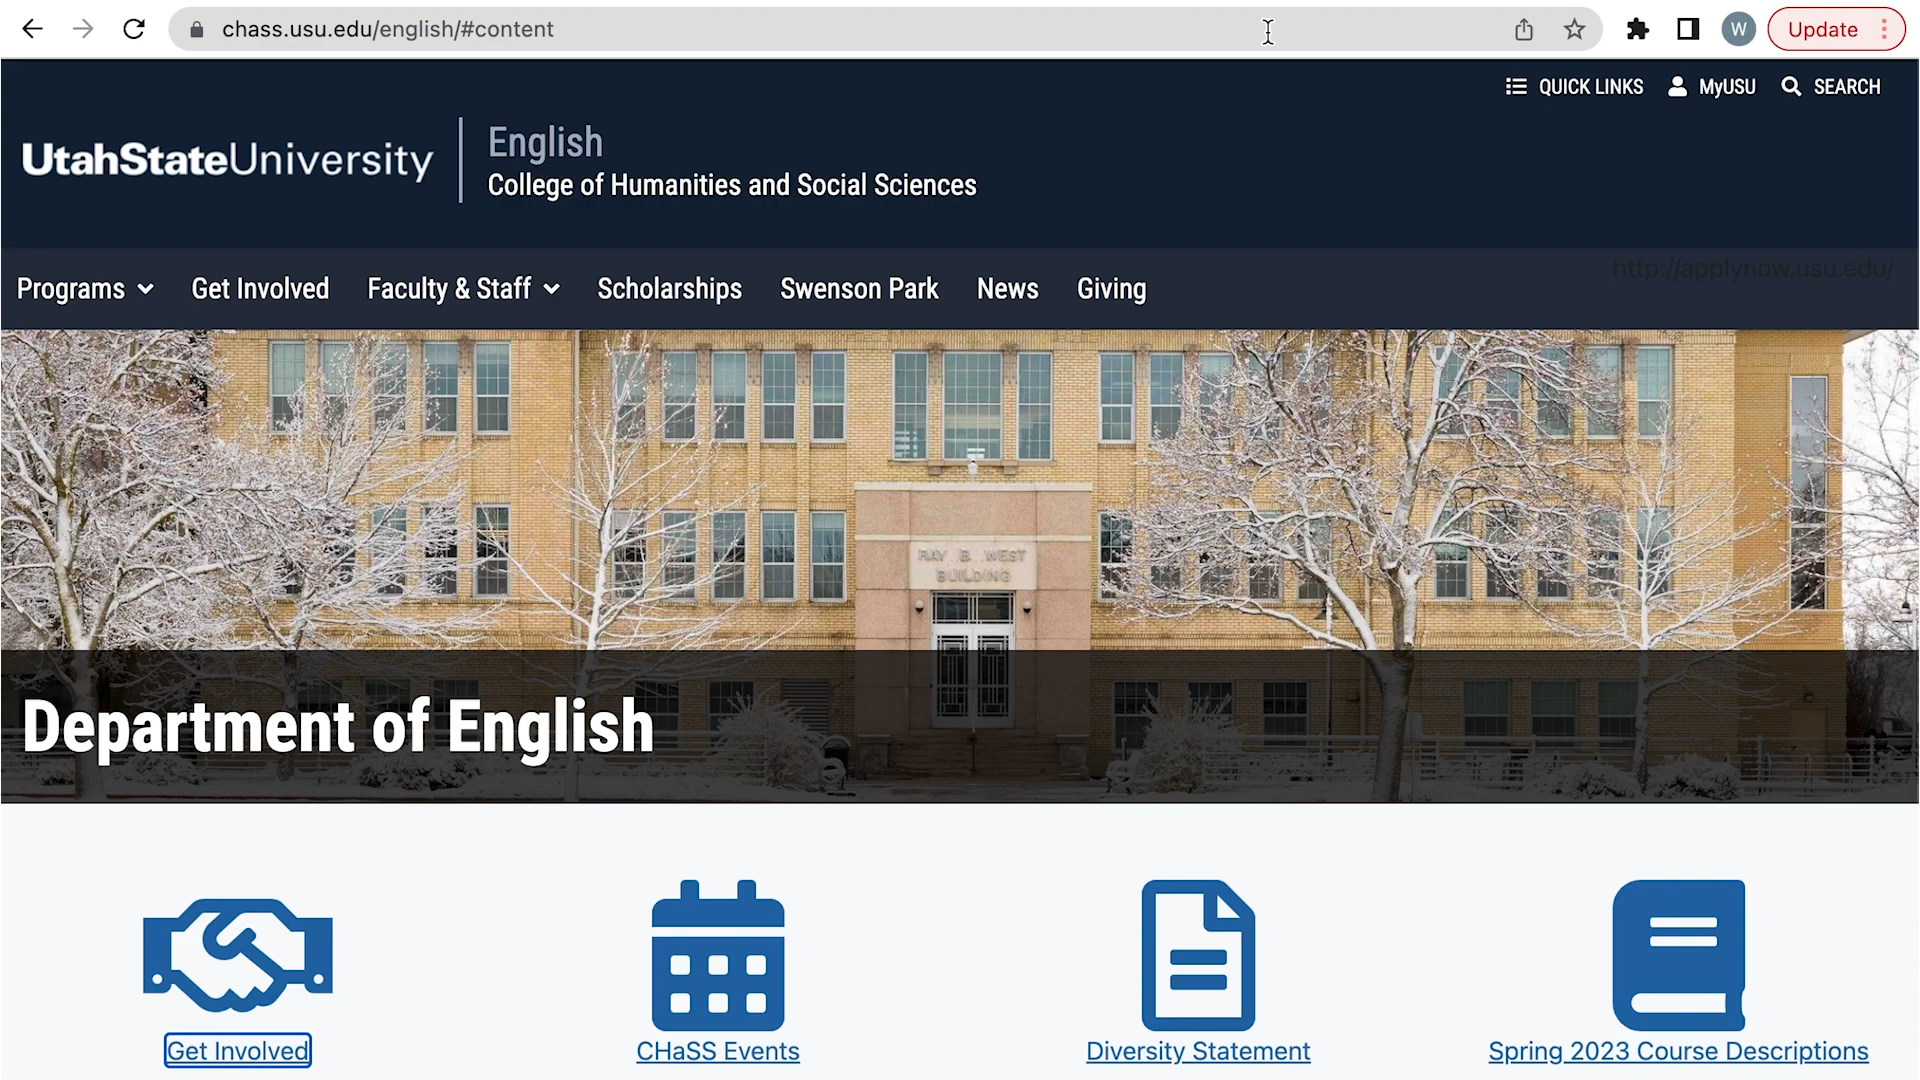 chass.usu.edu/english/#content
W
Update
QUICK LINKS
MyUSU
SEARCH
UtahStateUniversity
English
College of Humanities and Social Sciences
http://applynow.usu.edu/
Programs
Get Involved
Faculty & Staff
Scholarships
Swenson Park
News
Giving
RAY B. WEST
BUILDING
Department of English
Get Involved
CHaSS Events
Diversity Statement
Spring 2023 Course Descriptions